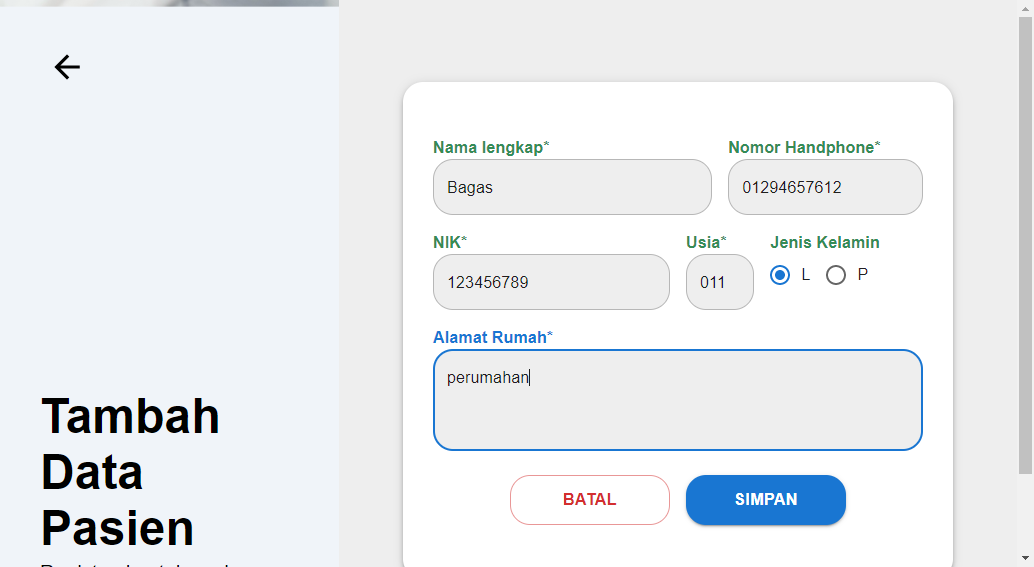 Nama lengkap*
Nomor Handphone*
Bagas
01294657612
NIK*
Usia*
Jenis Kelamin
123456789
011
L
P
Alamat Rumah*
perumahan
BATAL
SIMPAN
Tambah
Data
Pasien